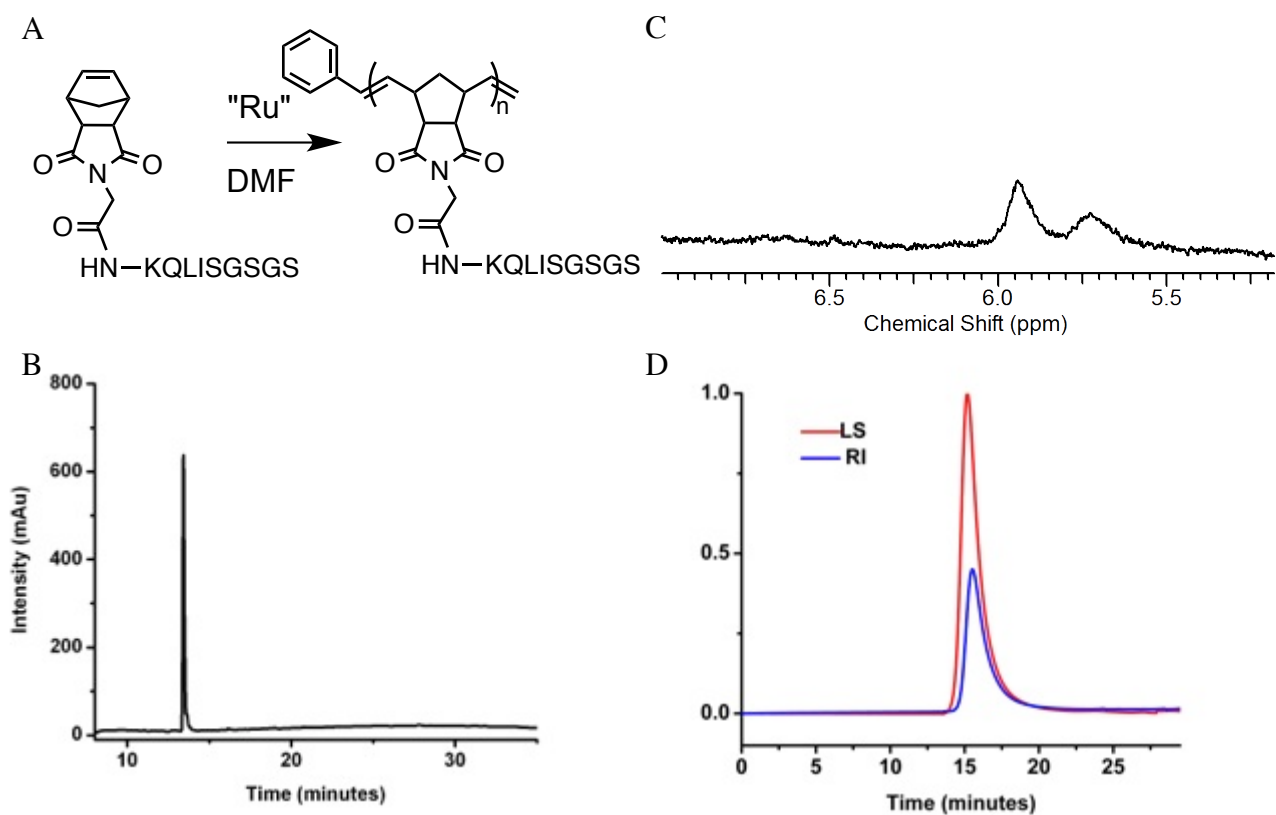 A
"Ru"
DMF
n
O
N
O
O
HN–KQLISGSGS
O
N
O
O
HN–KQLISGSGS
C
6.5 6.0 5.5
Chemical Shift (ppm)
B
800
600
400
200
0
Intensity (mAu)
10 20 30
Time (minutes)
D
1.0
0.5
0.0
LS
RI
0 5 10 15 20 25
Time (minutes)